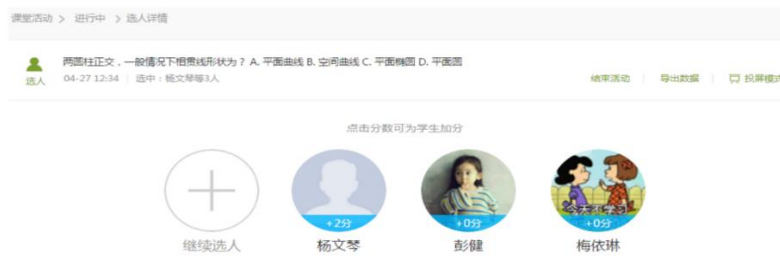 课堂活动 > 进行中 > 选人详情
两圆柱正交，一般情况下相贯线形状为？ A. 平面曲线 B. 空间曲线 C. 平面椭圆 D. 平面圆
选人 04-27 12:34 | 选中：杨文琴等3人 结束活动 | 导出数据 | 投屏模式
点击分数可为学生加分
今天不学习
+2分 +0分 +0分
继续选人 杨文琴 彭健 梅依琳